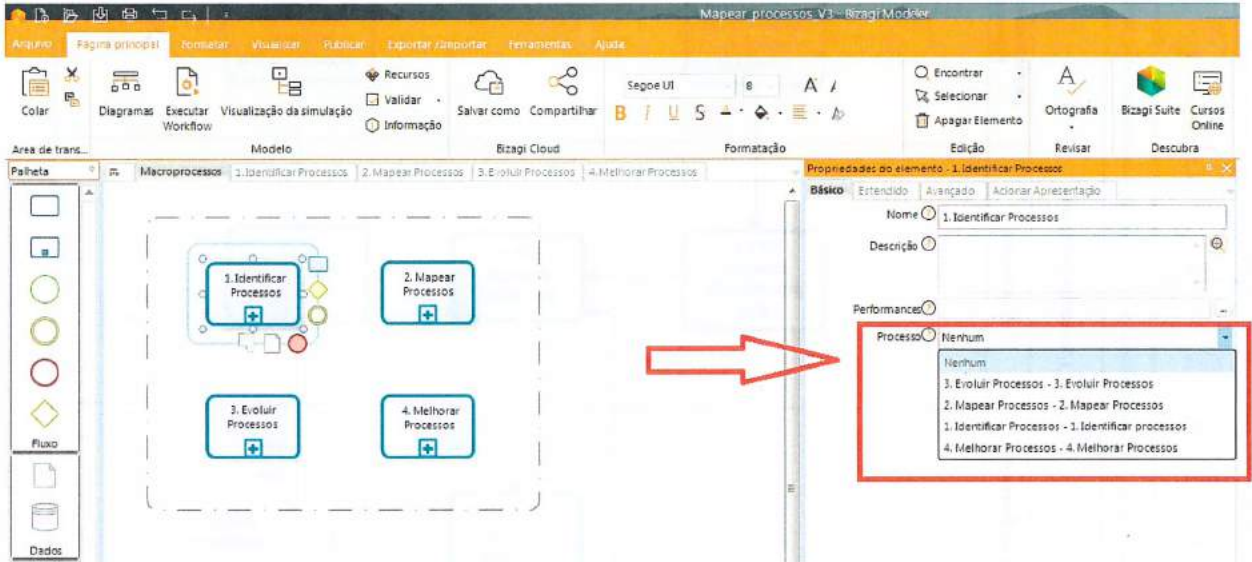 Mapear_processos_V3 - Bizagi Modeler
Arquivo Página principal Formatar Visualizar Publicar Exportar /Importar Ferramentas Ajuda
Colar
Diagramas
Executar Workflow
Visualização da simulação
Recursos
Validar
Informação
Salvar como
Compartilhar
Segoe UI
8
A
B I U S
Encontrar
Selecionar
Apagar Elemento
Ortografia
Bizagi Suite
Cursos Online
Area de trans...
Modelo
Bizagi Cloud
Formatação
Edição
Revisar
Descubra
Palheta
Macroprocessos 1.Identificar Processos 2.Mapear Processos 3.Evoluir Processos 4.Melhorar Processos
Fluxo
Dados
1.Identificar
Processos
2. Mapear
Processos
3. Evoluir
Processos
4. Melhorar
Processos
Propriedades do elemento - 1.Identificar Processos
Básico Estendido Avançado Acionar Apresentação
Nome 1.Identificar Processos
Descrição
Performances
...
Processo Nenhum
Nenhum
3. Evoluir Processos - 3. Evoluir Processos
2. Mapear Processos - 2. Mapear Processos
1. Identificar Processos - 1. Identificar processos
4. Melhorar Processos - 4. Melhorar Processos